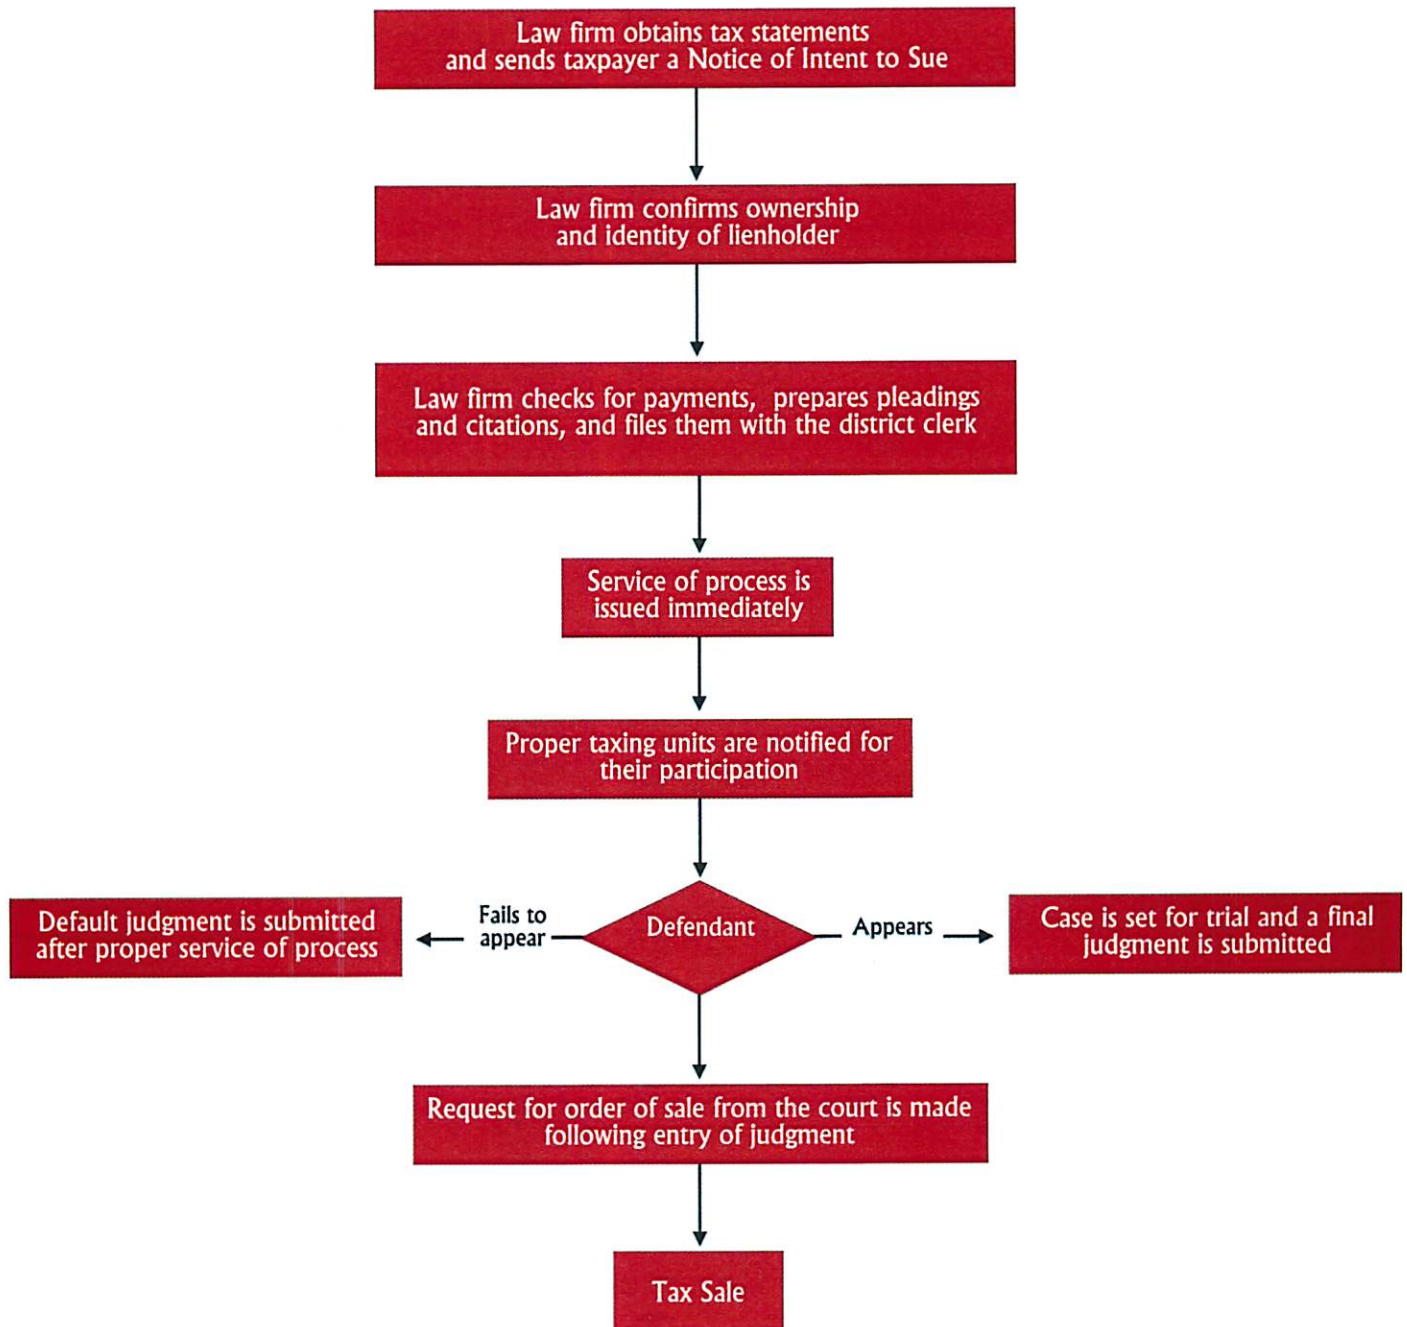 Law firm obtains tax statements
and sends taxpayer a Notice of Intent to Sue
Law firm confirms ownership
and identity of lienholder
Law firm checks for payments, prepares pleadings
and citations, and files them with the district clerk
Service of process is
issued immediately
Proper taxing units are notified for
their participation
Default judgment is submitted
after proper service of process
Fails to
appear
Defendant
Appears
Case is set for trial and a final
judgment is submitted
Request for order of sale from the court is made
following entry of judgment
Tax Sale